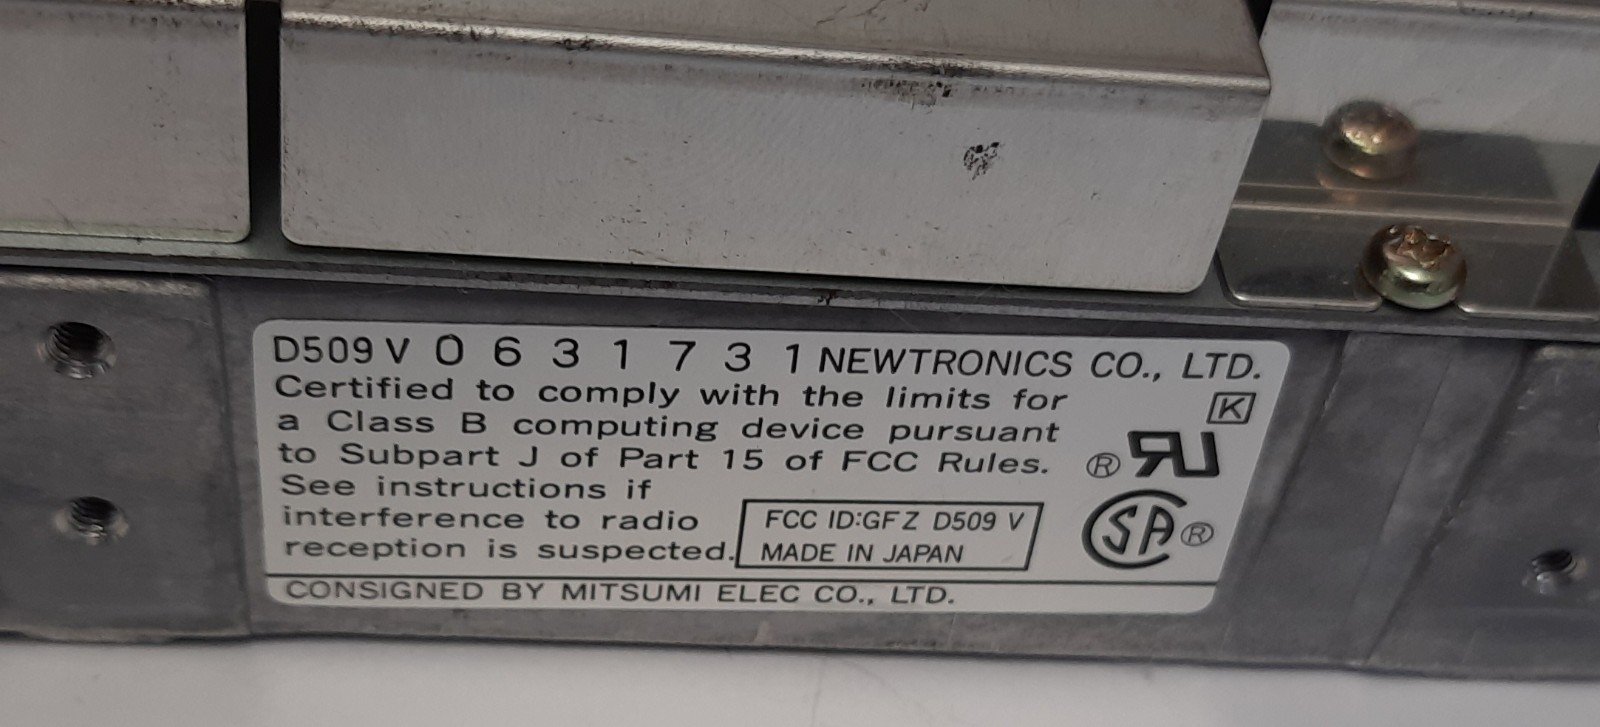 D509 V 0 6 3 1 7 3 1 NEWTRONICS CO., LTD.
Certified to comply with the limits for
a Class B computing device pursuant
to Subpart J of Part 15 of FCC Rules.
See instructions if
interference to radio
reception is suspected.
K
® RU
SA ®
FCC ID:GFZ D509 V
MADE IN JAPAN
CONSIGNED BY MITSUMI ELEC CO., LTD.